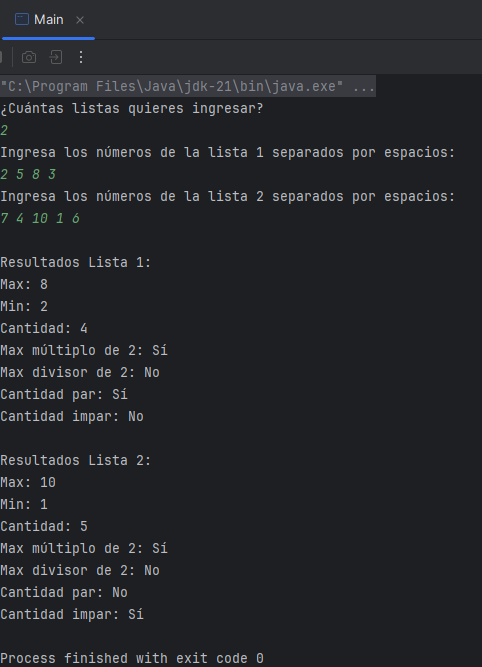 Main
"C:\Program Files\Java\jdk-21\bin\java.exe" ...
¿Cuántas listas quieres ingresar?
2
Ingresa los números de la lista 1 separados por espacios:
2 5 8 3
Ingresa los números de la lista 2 separados por espacios:
7 4 10 1 6
Resultados Lista 1:
Max: 8
Min: 2
Cantidad: 4
Max múltiplo de 2: Sí
Max divisor de 2: No
Cantidad par: Sí
Cantidad impar: No
Resultados Lista 2:
Max: 10
Min: 1
Cantidad: 5
Max múltiplo de 2: Sí
Max divisor de 2: No
Cantidad par: No
Cantidad impar: Sí
Process finished with exit code 0